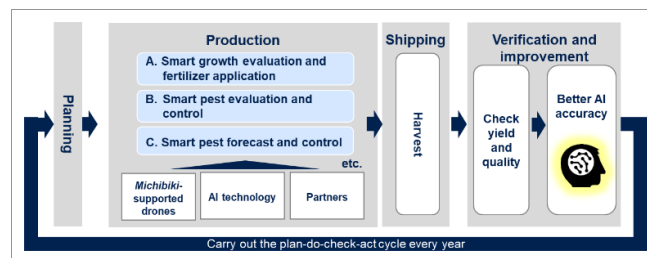 Planning
Production
A. Smart growth evaluation and
fertilizer application
B. Smart pest evaluation and
control
C. Smart pest forecast and control
etc.
Michibiki-
supported
drones
AI technology
Partners
Shipping
Harvest
Verification and
improvement
Check
yield
and
quality
Better AI
accuracy
Carry out the plan-do-check-act cycle every year